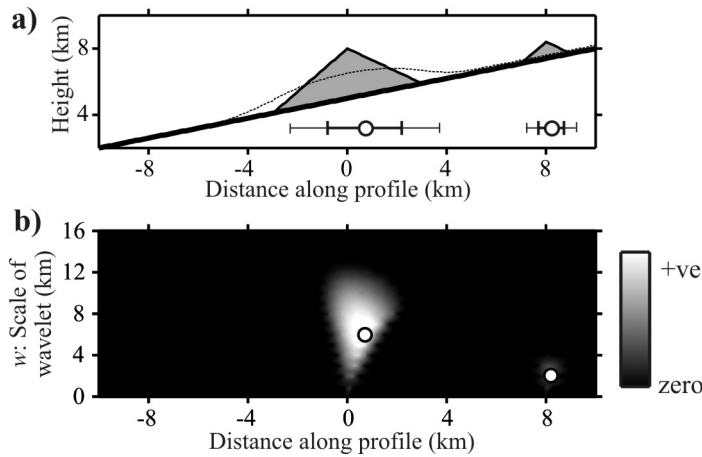 a)
Height (km)
8
4
-8
-4
0
4
8
Distance along profile (km)
b)
w: Scale of
wavelet (km)
16
12
8
4
0
-8
-4
0
4
8
Distance along profile (km)
+ve
zero